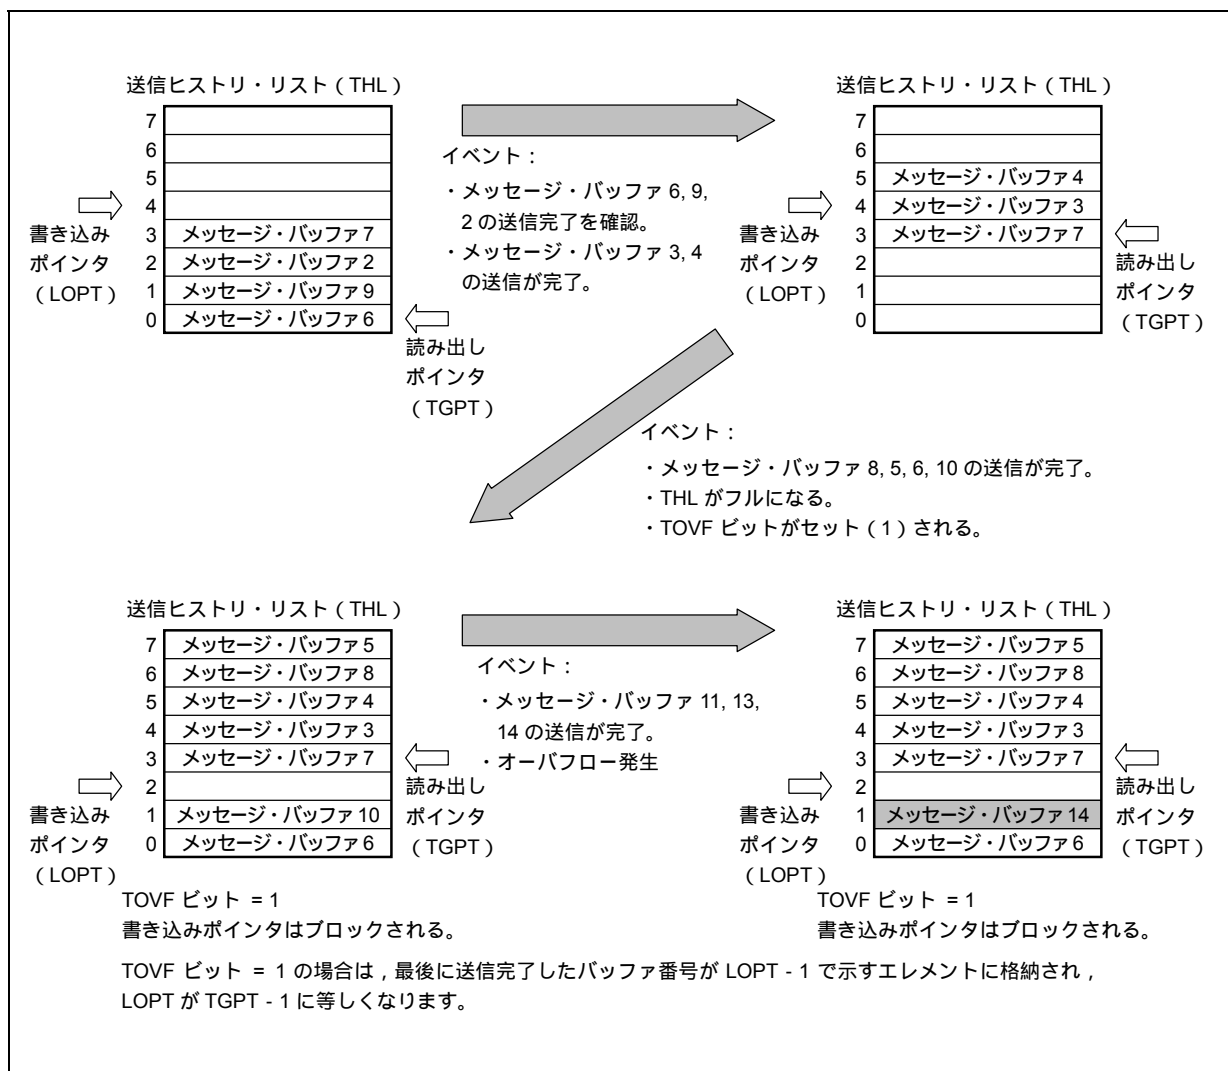 送信ヒストリ・リスト（THL）
7
6
5
4
3 メッセージ・バッファ 7
2 メッセージ・バッファ 2
1 メッセージ・バッファ 9
0 メッセージ・バッファ 6
書き込み
ポインタ
（LOPT）
読み出し
ポインタ
（TGPT）
イベント：
・メッセージ・バッファ 6, 9,
2 の送信完了を確認。
・メッセージ・バッファ 3, 4
の送信が完了。
送信ヒストリ・リスト（THL）
7
6
5 メッセージ・バッファ 4
4 メッセージ・バッファ 3
3 メッセージ・バッファ 7
2
1
0
書き込み
ポインタ
（LOPT）
読み出し
ポインタ
（TGPT）
イベント：
・メッセージ・バッファ 8, 5, 6, 10 の送信が完了。
・THL がフルになる。
・TOVF ビットがセット（1）される。
送信ヒストリ・リスト（THL）
7 メッセージ・バッファ 5
6 メッセージ・バッファ 8
5 メッセージ・バッファ 4
4 メッセージ・バッファ 3
3 メッセージ・バッファ 7
2
1 メッセージ・バッファ 10
0 メッセージ・バッファ 6
書き込み
ポインタ
（LOPT）
読み出し
ポインタ
（TGPT）
TOVF ビット = 1
書き込みポインタはブロックされる。
イベント：
・メッセージ・バッファ 11, 13,
14 の送信が完了。
・オーバフロー発生
送信ヒストリ・リスト（THL）
7 メッセージ・バッファ 5
6 メッセージ・バッファ 8
5 メッセージ・バッファ 4
4 メッセージ・バッファ 3
3 メッセージ・バッファ 7
2
1 メッセージ・バッファ 14
0 メッセージ・バッファ 6
書き込み
ポインタ
（LOPT）
読み出し
ポインタ
（TGPT）
TOVF ビット = 1
書き込みポインタはブロックされる。
TOVF ビット = 1 の場合は，最後に送信完了したバッファ番号が LOPT - 1 で示すエレメントに格納され，
LOPT が TGPT - 1 に等しくなります。